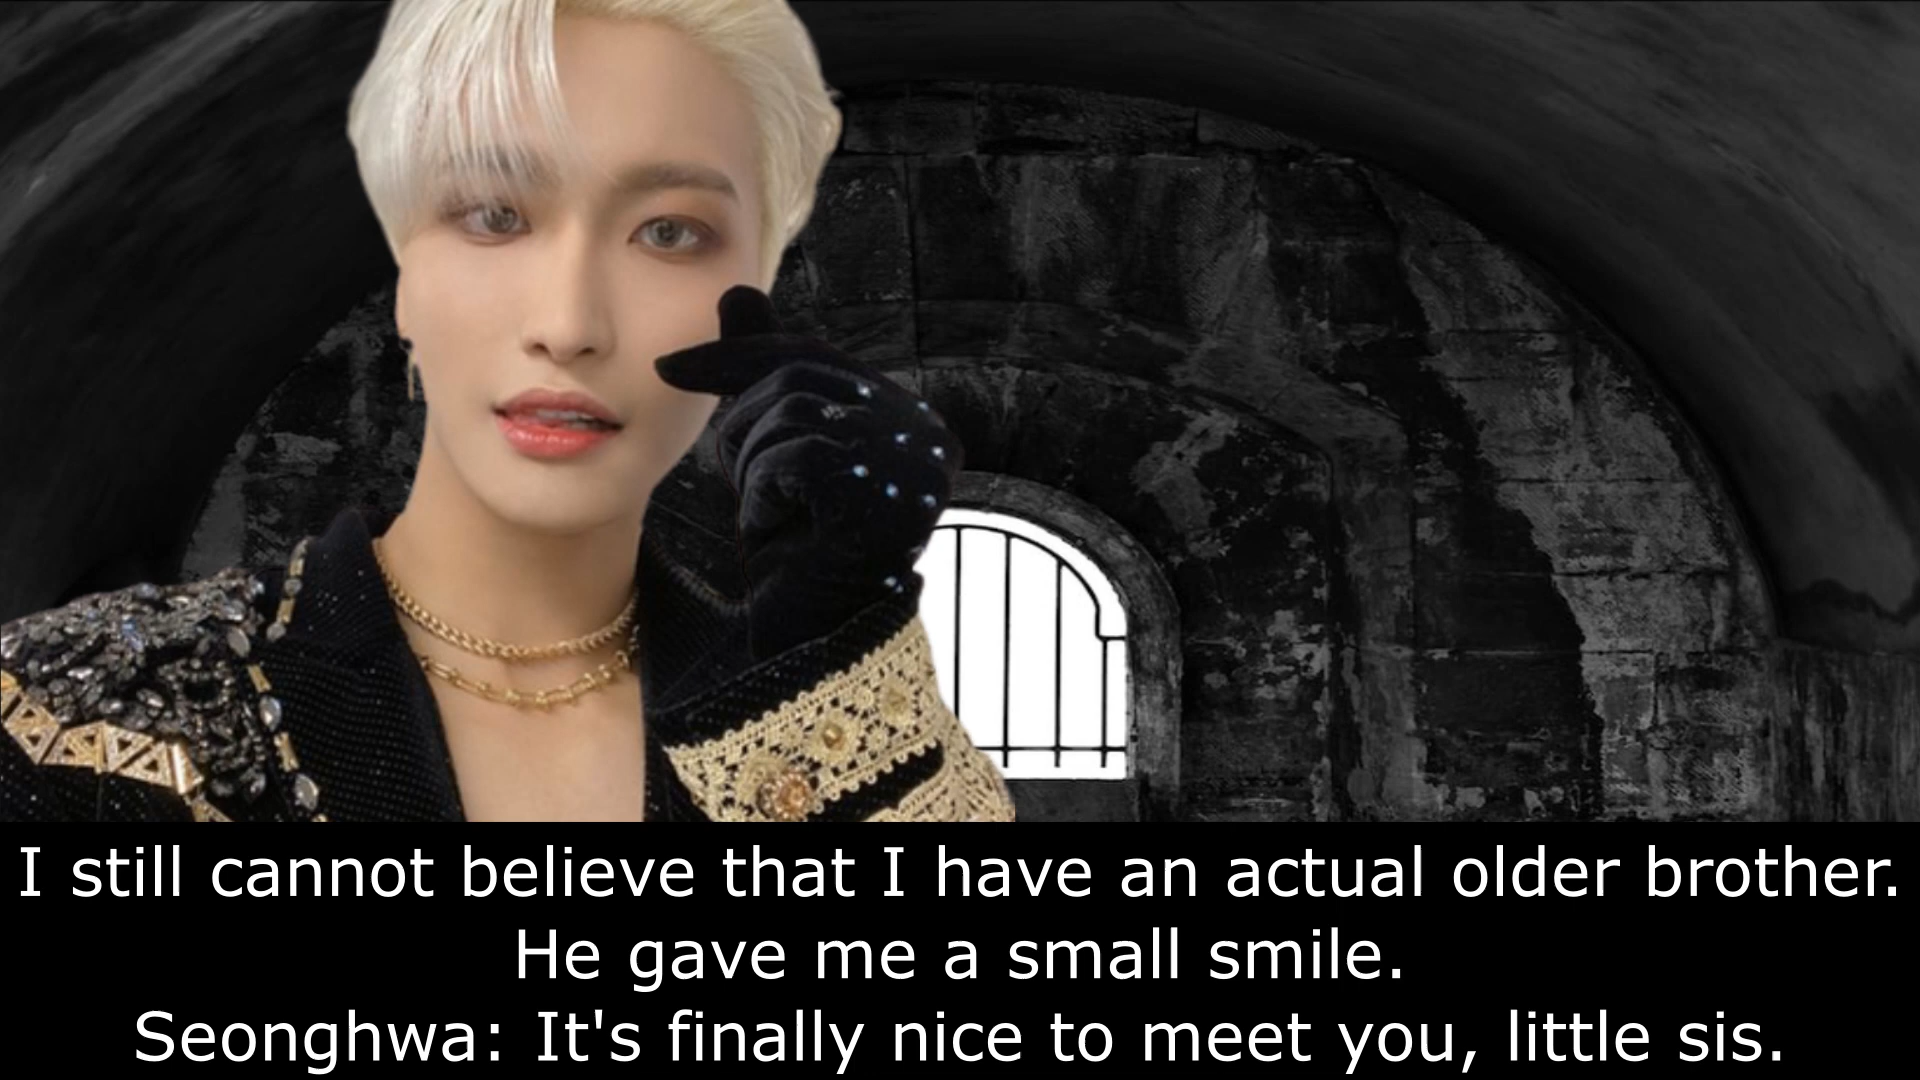 I still cannot believe that I have an actual older brother.
He gave me a small smile.
Seonghwa: It's finally nice to meet you, little sis.